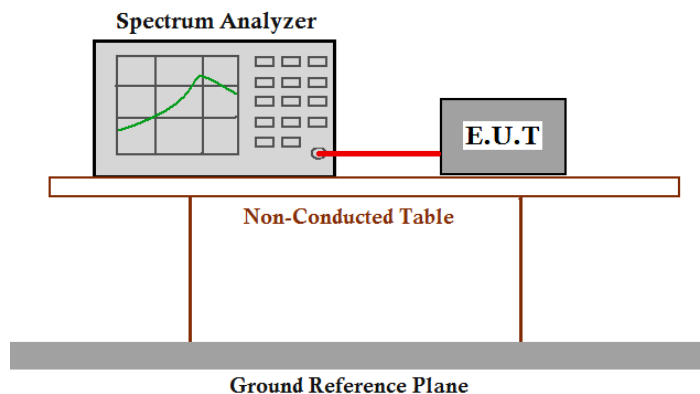 Spectrum Analyzer
E.U.T
Non-Conducted Table
Ground Reference Plane